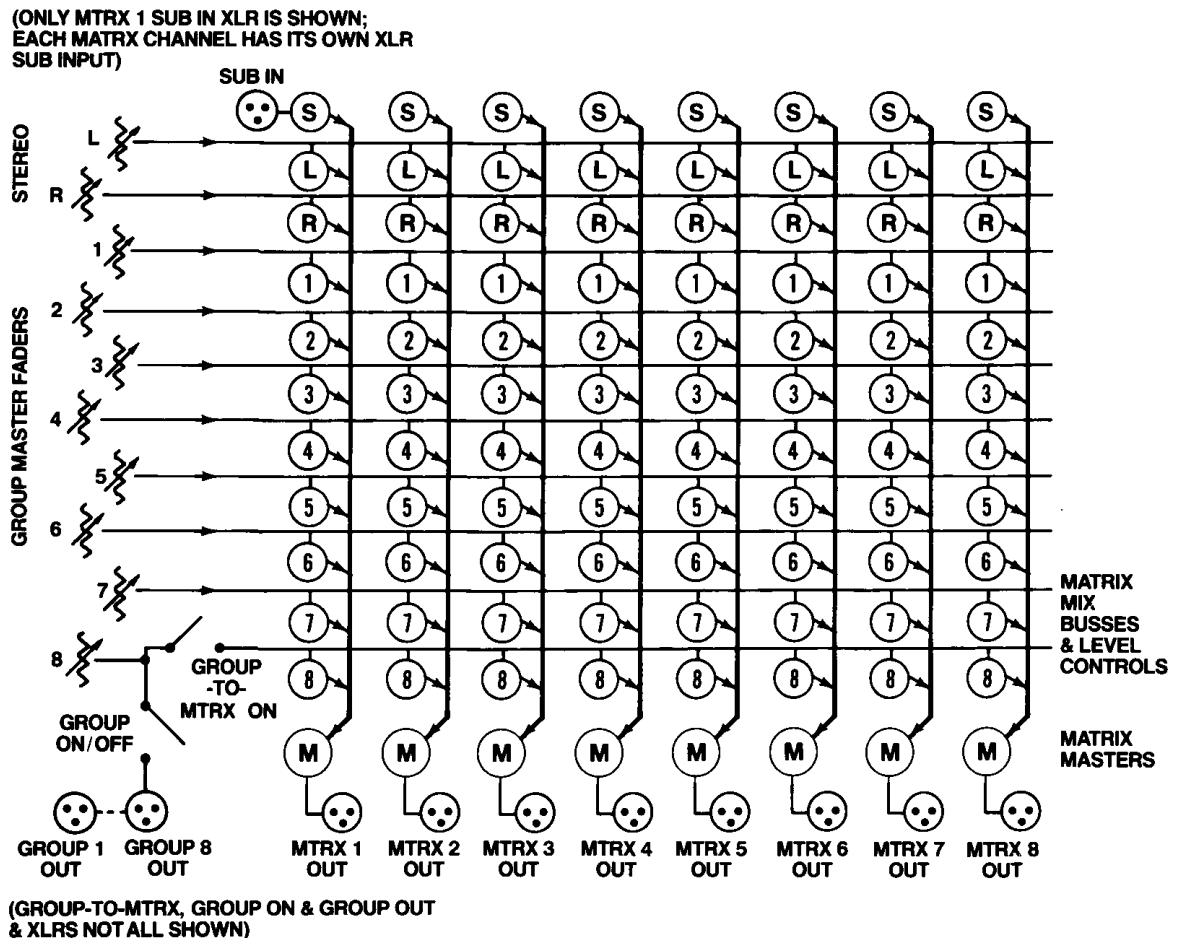 (ONLY MTRX 1 SUB IN XLR IS SHOWN;
EACH MATRX CHANNEL HAS ITS OWN XLR
SUB INPUT)
SUB IN
S S S S S S S S
STEREO
L
L L L L L L L L
R
R R R R R R R R
GROUP MASTER FADERS
1
1 1 1 1 1 1 1 1
2
2 2 2 2 2 2 2 2
3
3 3 3 3 3 3 3 3
4
4 4 4 4 4 4 4 4
5
5 5 5 5 5 5 5 5
6
6 6 6 6 6 6 6 6
7
7 7 7 7 7 7 7 7
8
8 8 8 8 8 8 8 8
MATRIX
MIX
BUSSES
& LEVEL
CONTROLS
GROUP
-TO-
MTRX ON
GROUP
ON/OFF
M M M M M M M M
MATRIX
MASTERS
GROUP 1
OUT
GROUP 8
OUT
MTRX 1
OUT
MTRX 2
OUT
MTRX 3
OUT
MTRX 4
OUT
MTRX 5
OUT
MTRX 6
OUT
MTRX 7
OUT
MTRX 8
OUT
(GROUP-TO-MTRX, GROUP ON & GROUP OUT
& XLRS NOT ALL SHOWN)